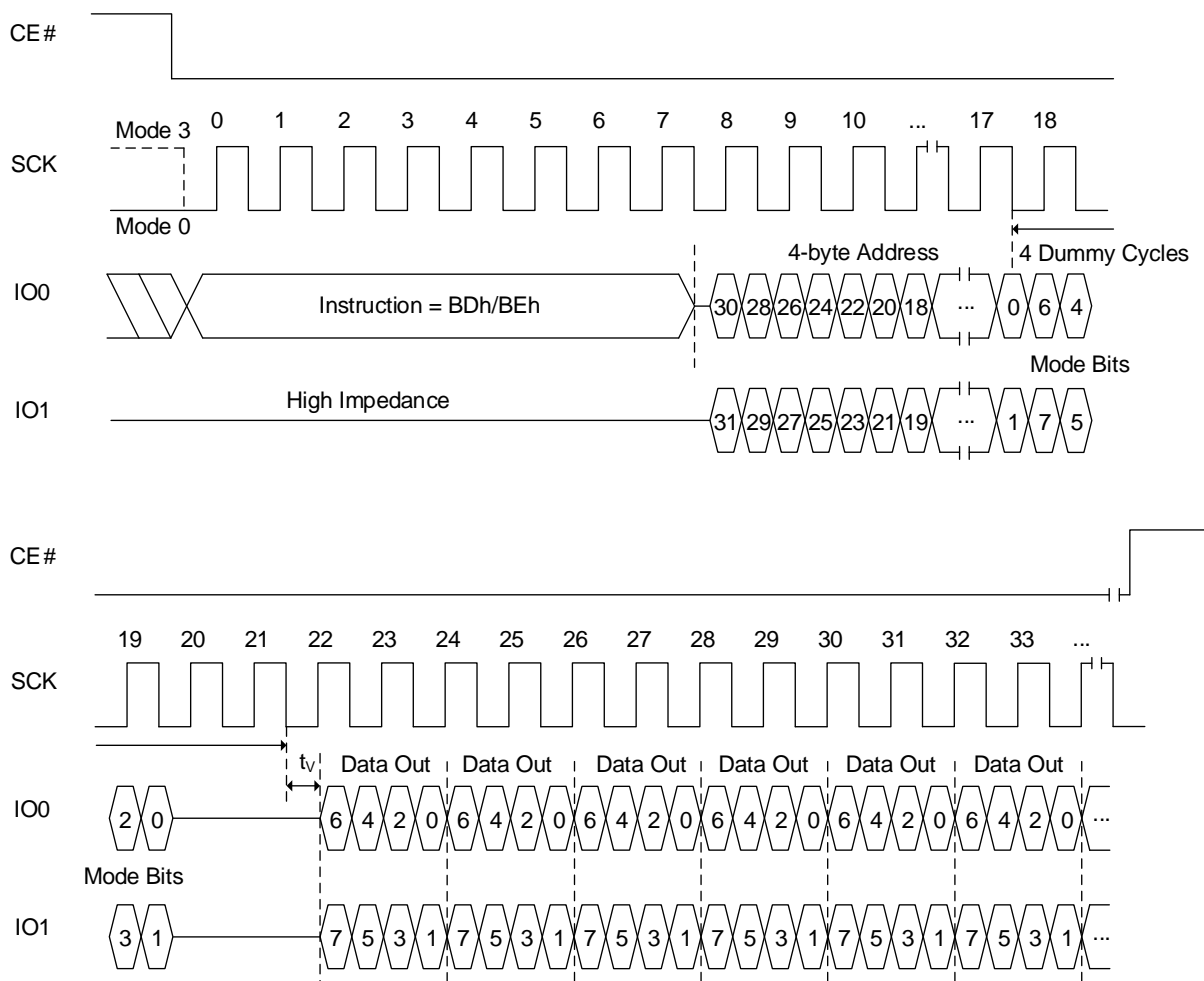 CE#
0 1 2 3 4 5 6 7 8 9 10 ... 17 18
Mode 3
SCK
Mode 0
4-byte Address 4 Dummy Cycles
IO0 Instruction = BDh/BEh 30 28 26 24 22 20 18 ... 0 6 4
Mode Bits
IO1 High Impedance 31 29 27 25 23 21 19 ... 1 7 5
CE#
19 20 21 22 23 24 25 26 27 28 29 30 31 32 33 ...
SCK
tV Data Out Data Out Data Out Data Out Data Out Data Out
IO0 2 0 6 4 2 0 6 4 2 0 6 4 2 0 6 4 2 0 6 4 2 0 6 4 2 0 ...
Mode Bits
IO1 3 1 7 5 3 1 7 5 3 1 7 5 3 1 7 5 3 1 7 5 3 1 7 5 3 1 ...